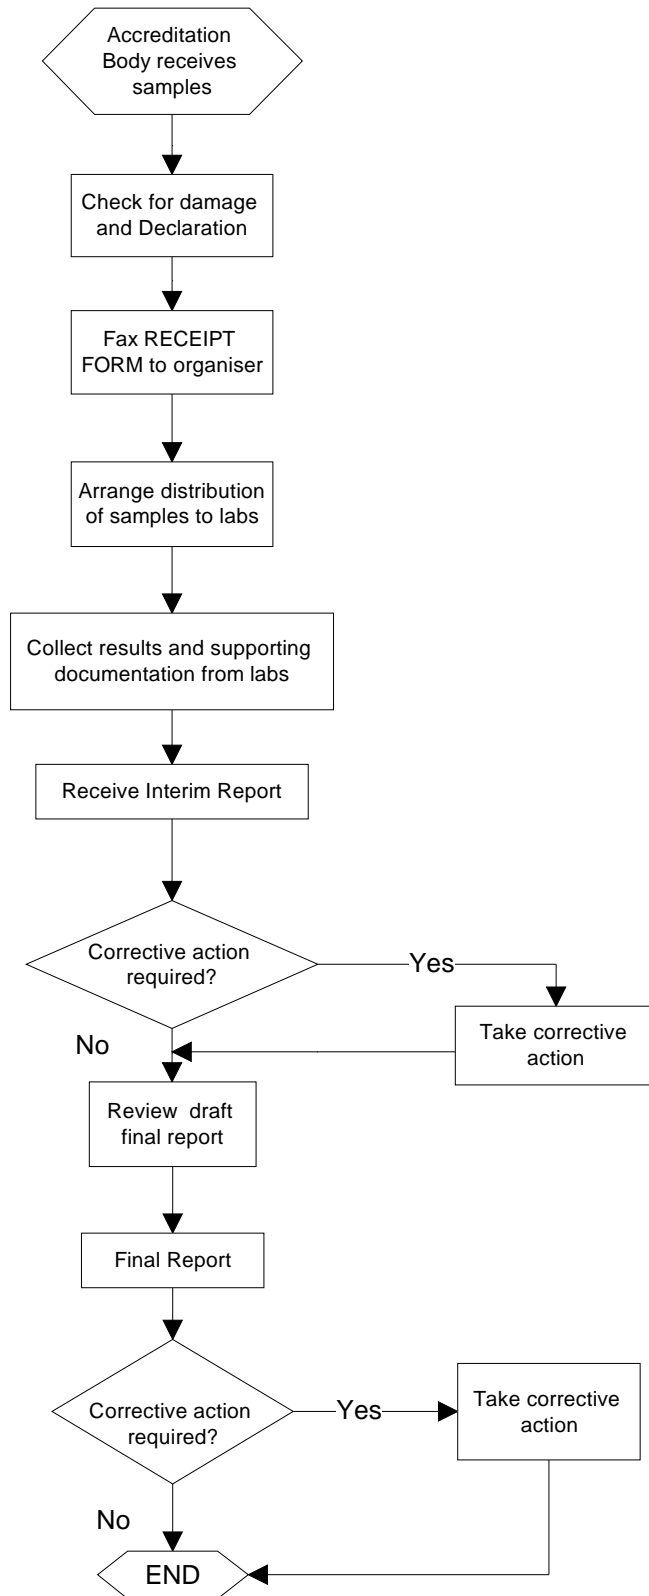 Accreditation
Body receives
samples
Check for damage
and Declaration
Fax RECEIPT
FORM to organiser
Arrange distribution
of samples to labs
Collect results and supporting
documentation from labs
Receive Interim Report
Corrective action
required?
Yes
Take corrective
action
No
Review draft
final report
Final Report
Corrective action
required?
Yes
Take corrective
action
No
END